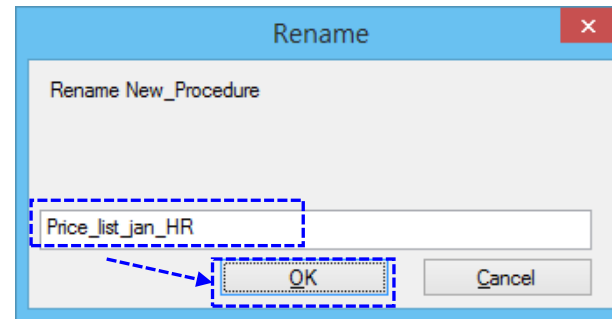 Rename
×
Rename New_Procedure
Price_list_jan_HR
OK
Cancel